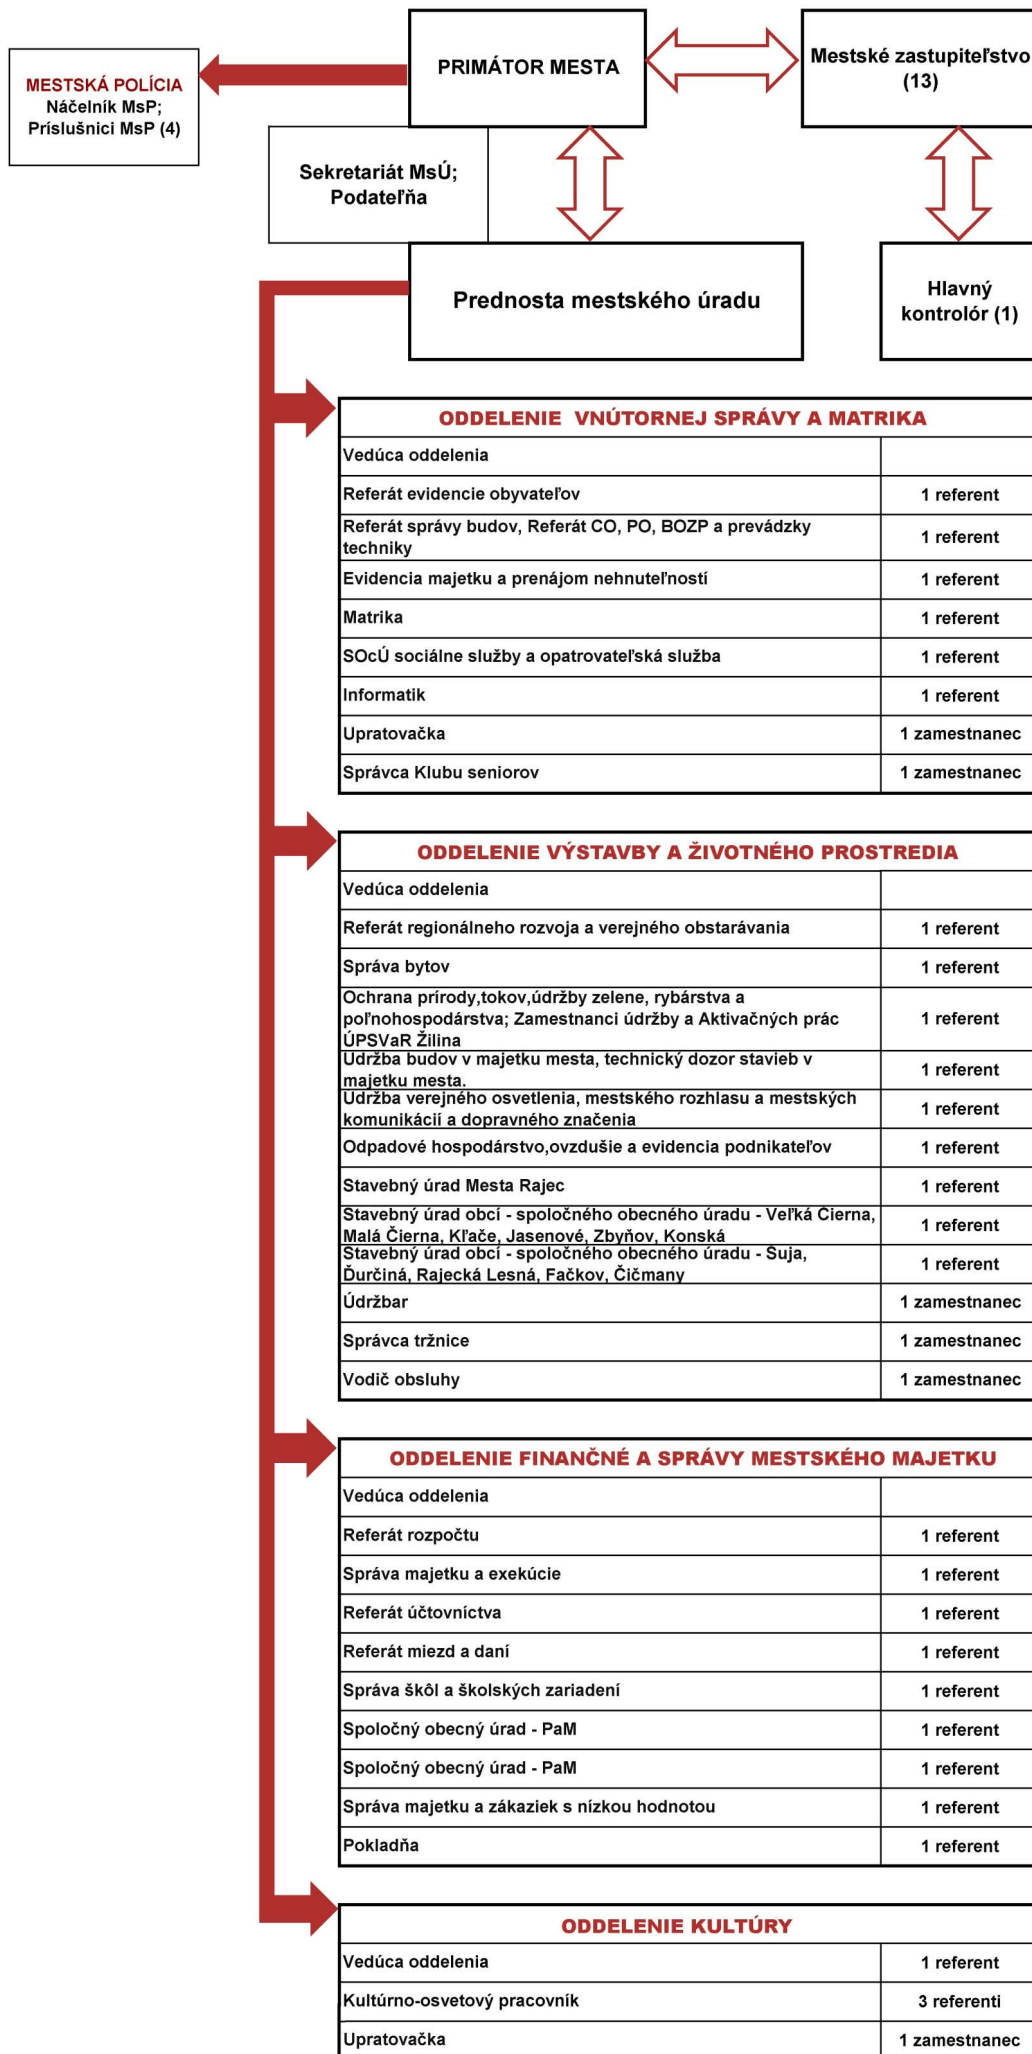 PRIMÁTOR MESTA
Mestské zastupiteľstvo
(13)
MESTSKÁ POLÍCIA
Náčelník MsP;
Príslušnici MsP (4)
Sekretariát MsÚ;
Podateľňa
Prednosta mestského úradu
Hlavný
kontrolór (1)
ODDELENIE VNÚTORNEJ SPRÁVY A MATRIKA
Vedúca oddelenia
Referát evidencie obyvateľov 1 referent
Referát správy budov, Referát CO, PO, BOZP a prevádzky
techniky 1 referent
Evidencia majetku a prenájom nehnuteľností 1 referent
Matrika 1 referent
SOcÚ sociálne služby a opatrovateľská služba 1 referent
Informatik 1 referent
Upratovačka 1 zamestnanec
Správca Klubu seniorov 1 zamestnanec
ODDELENIE VÝSTAVBY A ŽIVOTNÉHO PROSTREDIA
Vedúca oddelenia
Referát regionálneho rozvoja a verejného obstarávania 1 referent
Správa bytov 1 referent
Ochrana prírody,tokov,údržby zelene, rybárstva a
poľnohospodárstva; Zamestnanci údržby a Aktivačných prác 1 referent
ÚPSVaR Žilina
Údržba budov v majetku mesta, technický dozor stavieb v
majetku mesta. 1 referent
Údržba verejného osvetlenia, mestského rozhlasu a mestských
komunikácií a dopravného značenia 1 referent
Odpadové hospodárstvo,ovzdušie a evidencia podnikateľov 1 referent
Stavebný úrad Mesta Rajec 1 referent
Stavebný úrad obcí - spoločného obecného úradu - Veľká Čierna,
Malá Čierna, Kľače, Jasenové, Zbyňov, Konská 1 referent
Stavebný úrad obcí - spoločného obecného úradu - Šuja,
Ďurčiná, Rajecká Lesná, Fačkov, Čičmany 1 referent
Údržbar 1 zamestnanec
Správca tržnice 1 zamestnanec
Vodič obsluhy 1 zamestnanec
ODDELENIE FINANČNÉ A SPRÁVY MESTSKÉHO MAJETKU
Vedúca oddelenia
Referát rozpočtu 1 referent
Správa majetku a exekúcie 1 referent
Referát účtovníctva 1 referent
Referát miezd a daní 1 referent
Správa škôl a školských zariadení 1 referent
Spoločný obecný úrad - PaM 1 referent
Spoločný obecný úrad - PaM 1 referent
Správa majetku a zákaziek s nízkou hodnotou 1 referent
Pokladňa 1 referent
ODDELENIE KULTÚRY
Vedúca oddelenia 1 referent
Kultúrno-osvetový pracovník 3 referenti
Upratovačka 1 zamestnanec